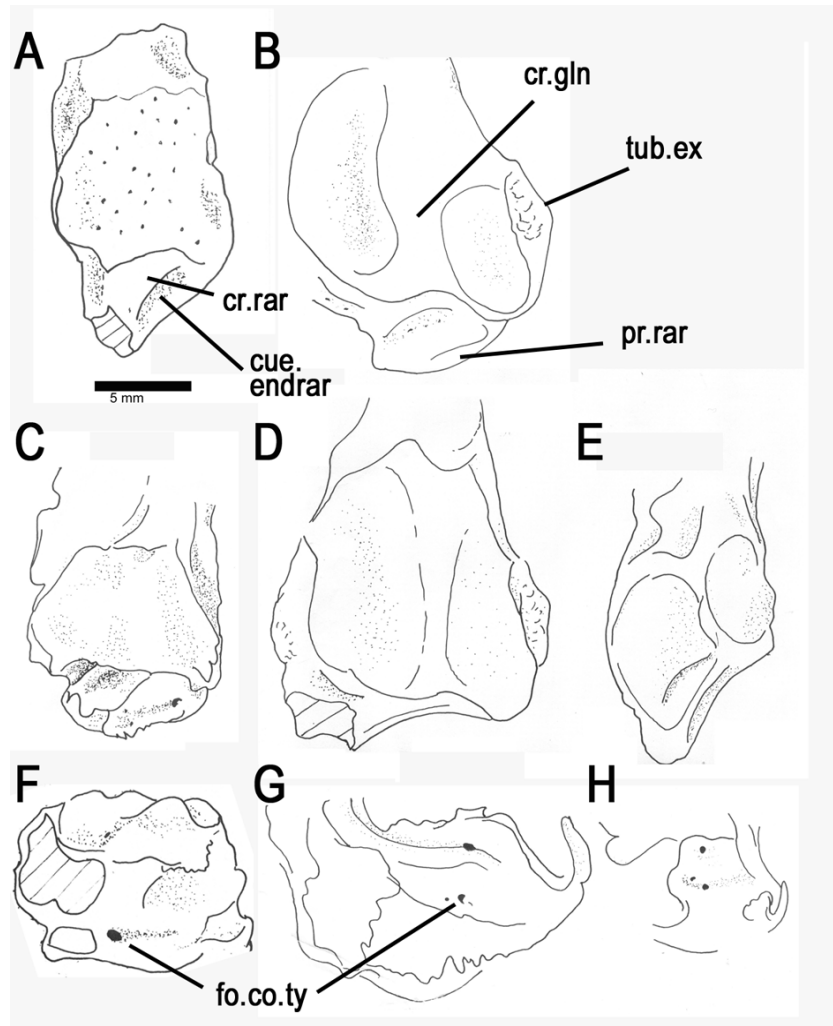 A
B
cr.gln
tub.ex
cr.rar
cue.
endrar
pr.rar
5 mm
C
D
E
F
G
H
fo.co.ty